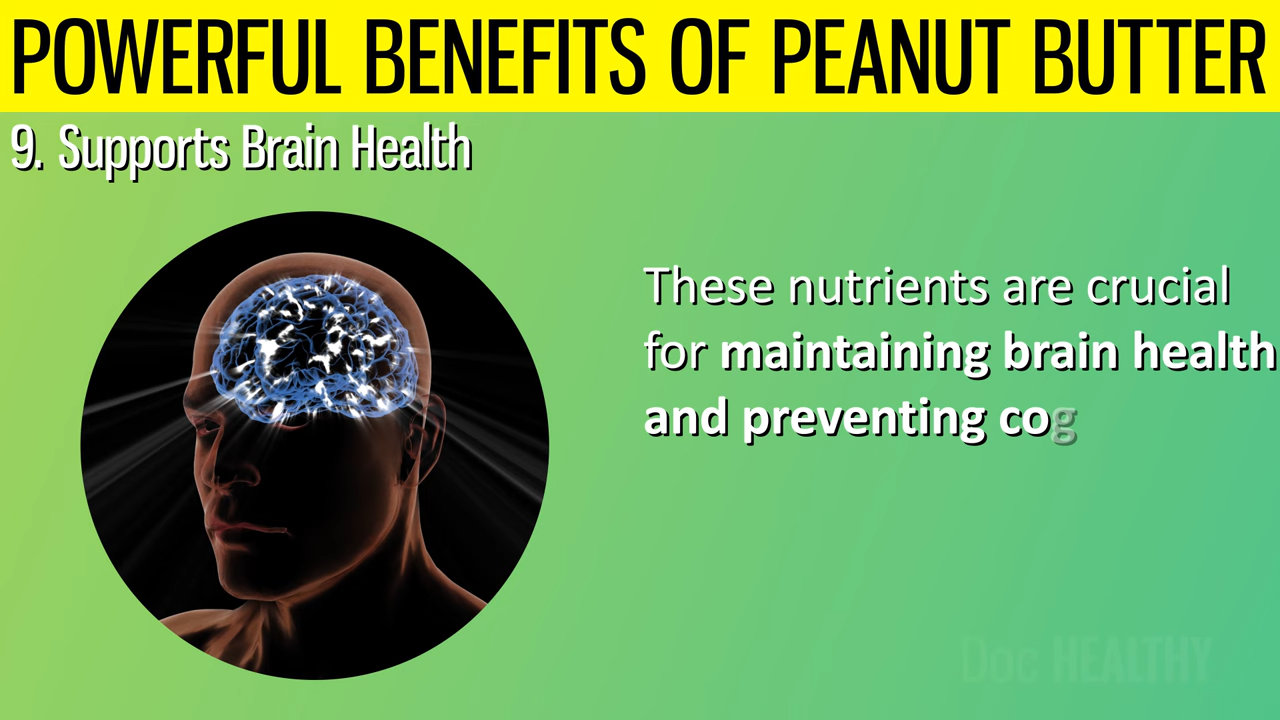 POWERFUL BENEFITS OF PEANUT BUTTER
9. Supports Brain Health
These nutrients are crucial
for maintaining brain health
and preventing cog
Doc HEALTHY